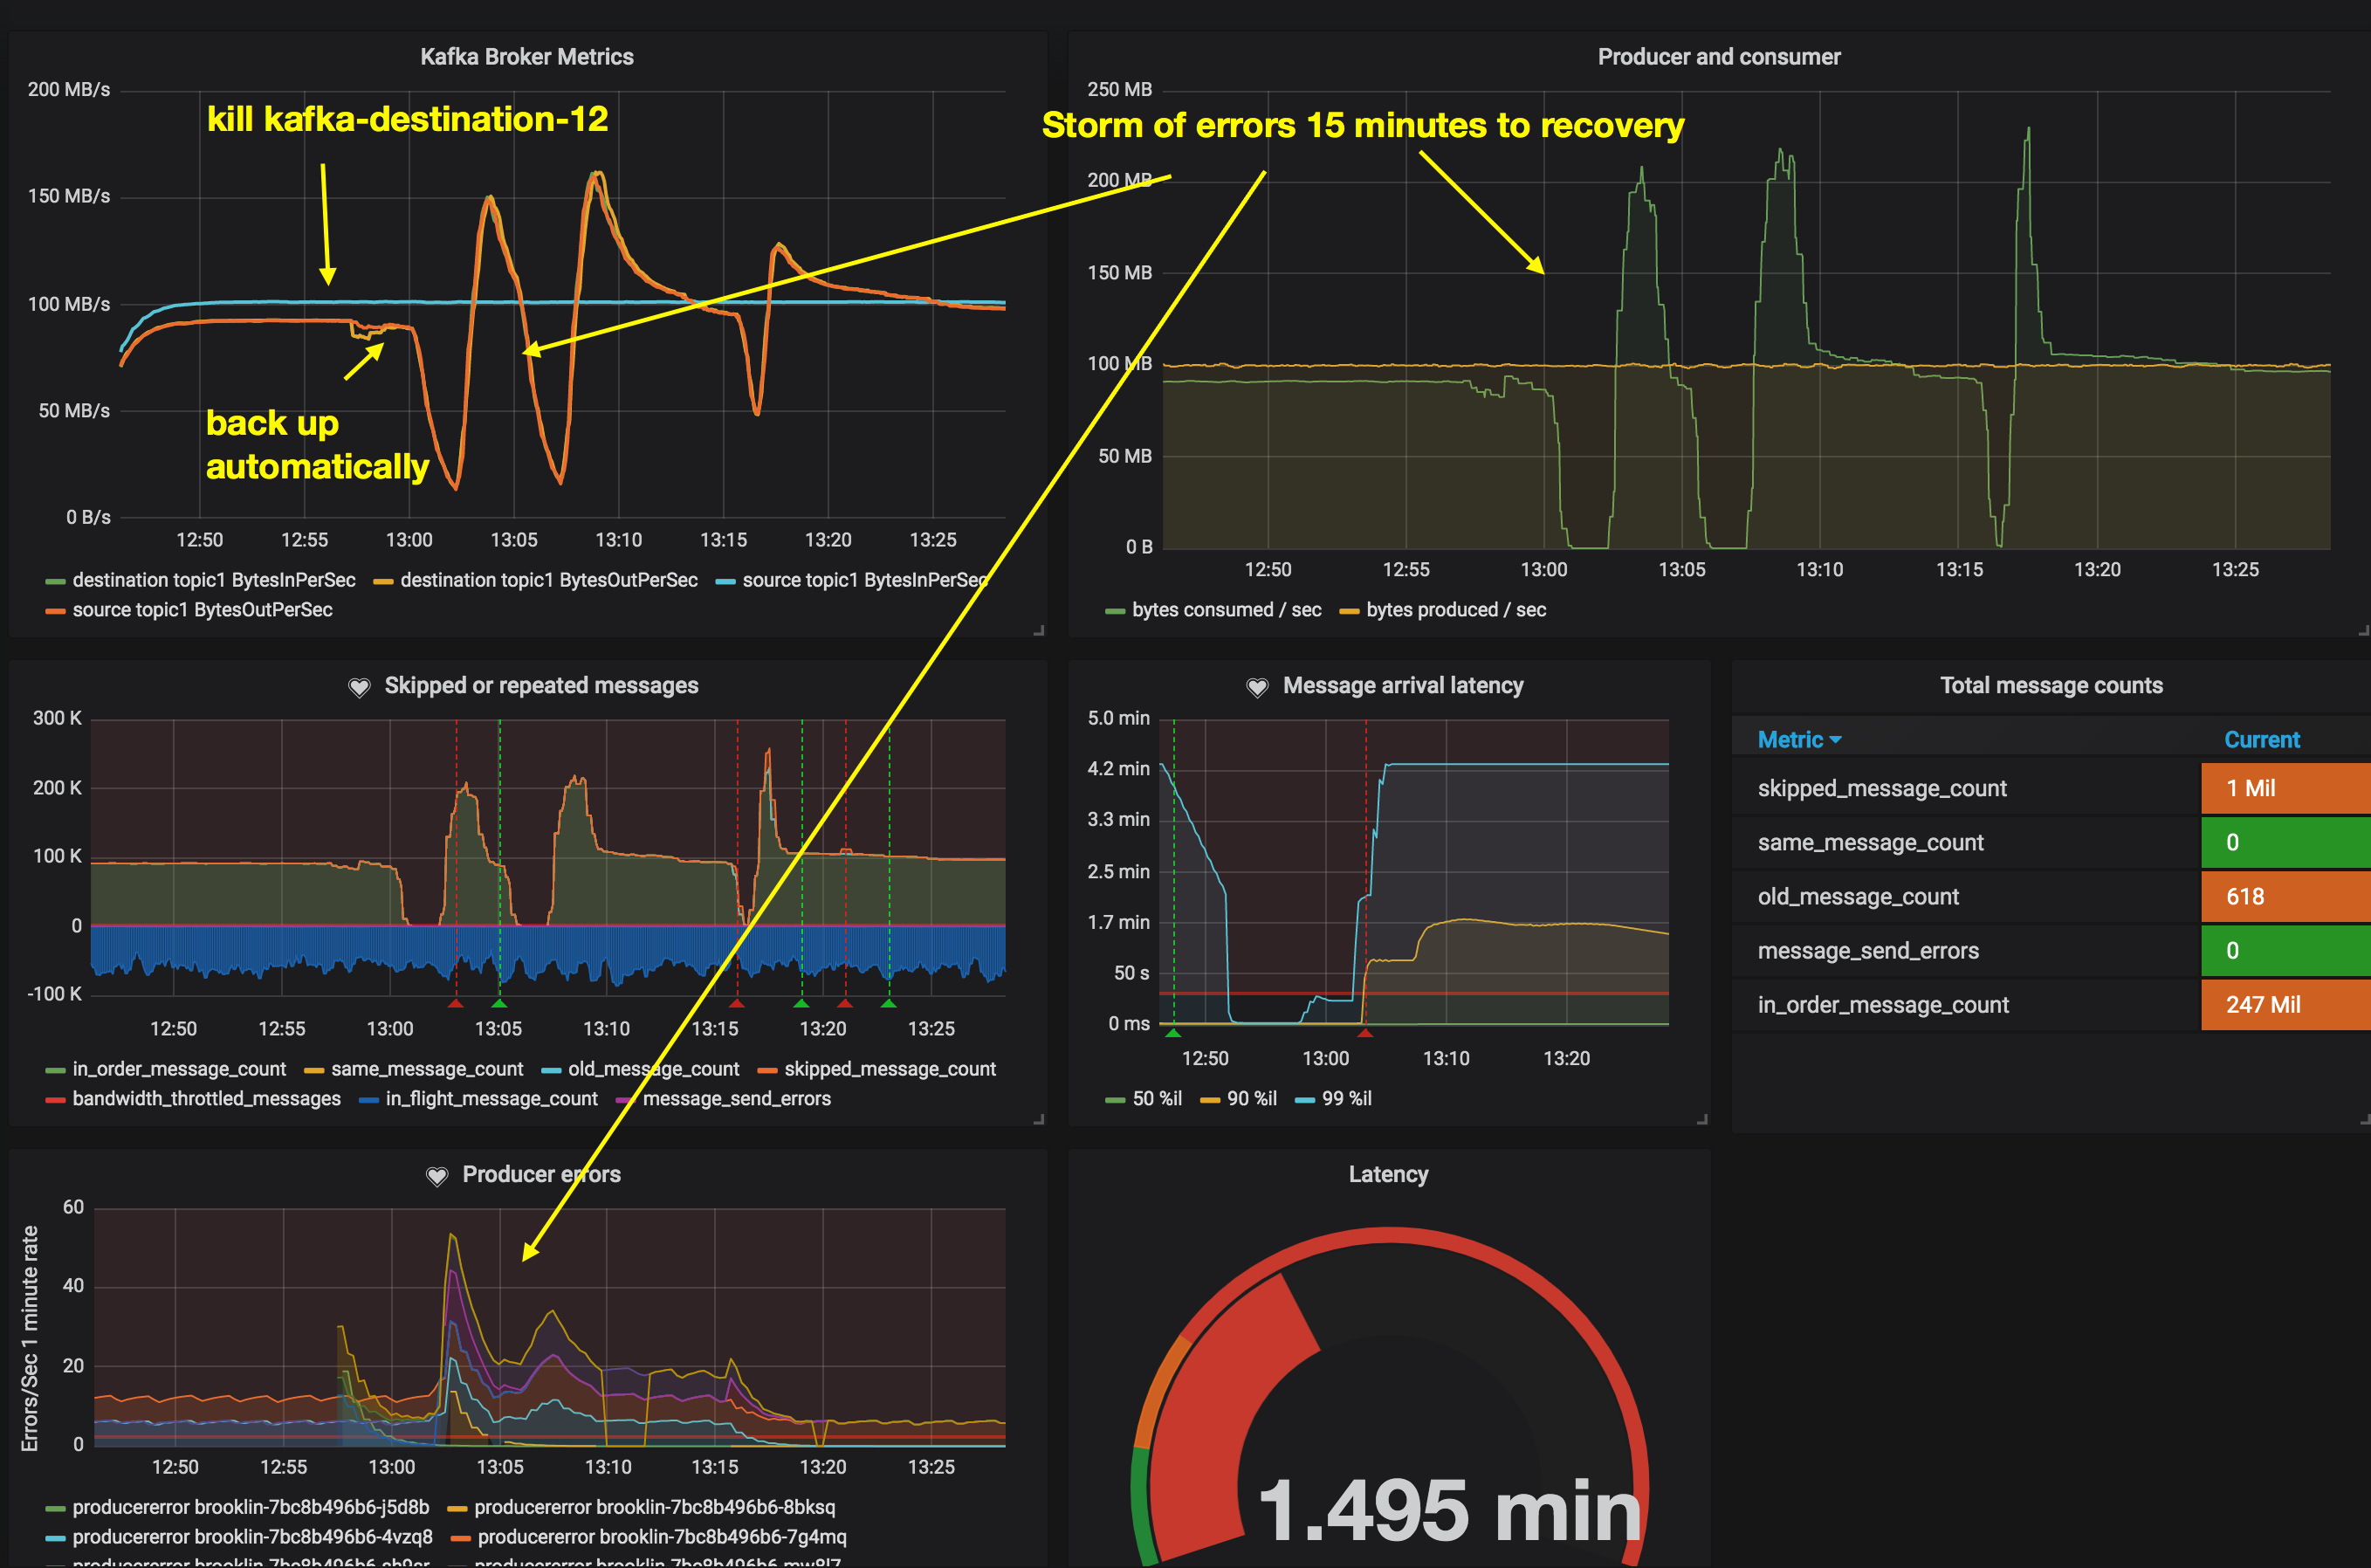 Kafka Broker Metrics
200 MB/s
150 MB/s
100 MB/s
50 MB/s
0 B/s
kill kafka-destination-12
back up
automatically
12:50 12:55 13:00 13:05 13:10 13:15 13:20 13:25
destination topic1 BytesInPerSec destination topic1 BytesOutPerSec source topic1 BytesInPerSec
source topic1 BytesOutPerSec
Producer and consumer
Storm of errors 15 minutes to recovery
250 MB
200 MB
150 MB
100 MB
50 MB
0 B
12:50 12:55 13:00 13:05 13:10 13:15 13:20 13:25
bytes consumed / sec bytes produced / sec
Skipped or repeated messages
300 K
200 K
100 K
0
-100 K
12:50 12:55 13:00 13:05 13:10 13:15 13:20 13:25
in_order_message_count same_message_count old_message_count skipped_message_count
bandwidth_throttled_messages in_flight_message_count message_send_errors
Message arrival latency
5.0 min
4.2 min
3.3 min
2.5 min
1.7 min
50 s
0 ms
12:50 13:00 13:10 13:20
50 %il 90 %il 99 %il
Total message counts
Metric Current
skipped_message_count 1 Mil
same_message_count 0
old_message_count 618
message_send_errors 0
in_order_message_count 247 Mil
Producer errors
Errors/Sec 1 minute rate
60
40
20
0
12:50 12:55 13:00 13:05 13:10 13:15 13:20 13:25
producererror brooklin-7bc8b496b6-j5d8b producererror brooklin-7bc8b496b6-8bksq
producererror brooklin-7bc8b496b6-4vzq8 producererror brooklin-7bc8b496b6-7g4mq
Latency
1.495 min